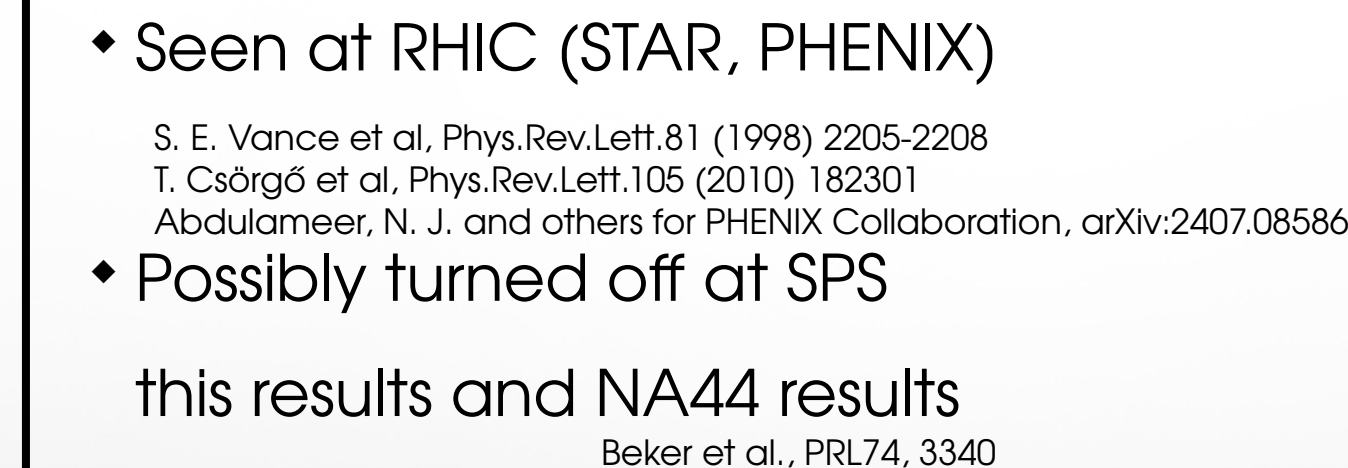 ◆ Seen at RHIC (STAR, PHENIX)
S. E. Vance et al, Phys.Rev.Lett.81 (1998) 2205-2208
T. Csörgő et al, Phys.Rev.Lett.105 (2010) 182301
Abdulameer, N. J. and others for PHENIX Collaboration, arXiv:2407.08586
◆ Possibly turned off at SPS
this results and NA44 results
Beker et al., PRL74, 3340